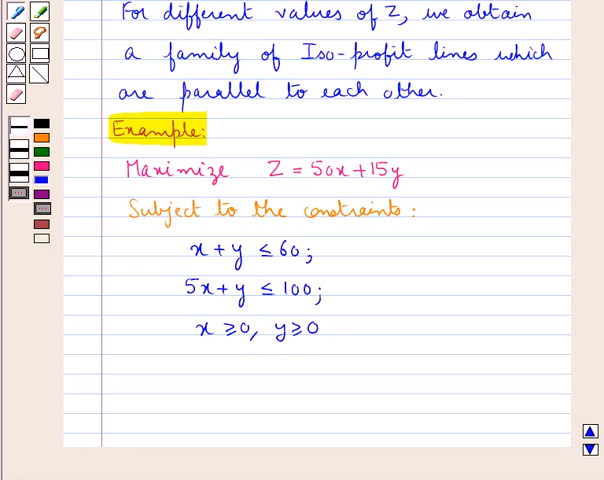 For different values of Z, we obtain
a family of Iso-profit lines which
are parallel to each other.
Example:
Maximize Z = 50x+15y
Subject to the constraints:
x + y ≤ 60;
5x + y ≤ 100;
x ≥ 0, y ≥ 0